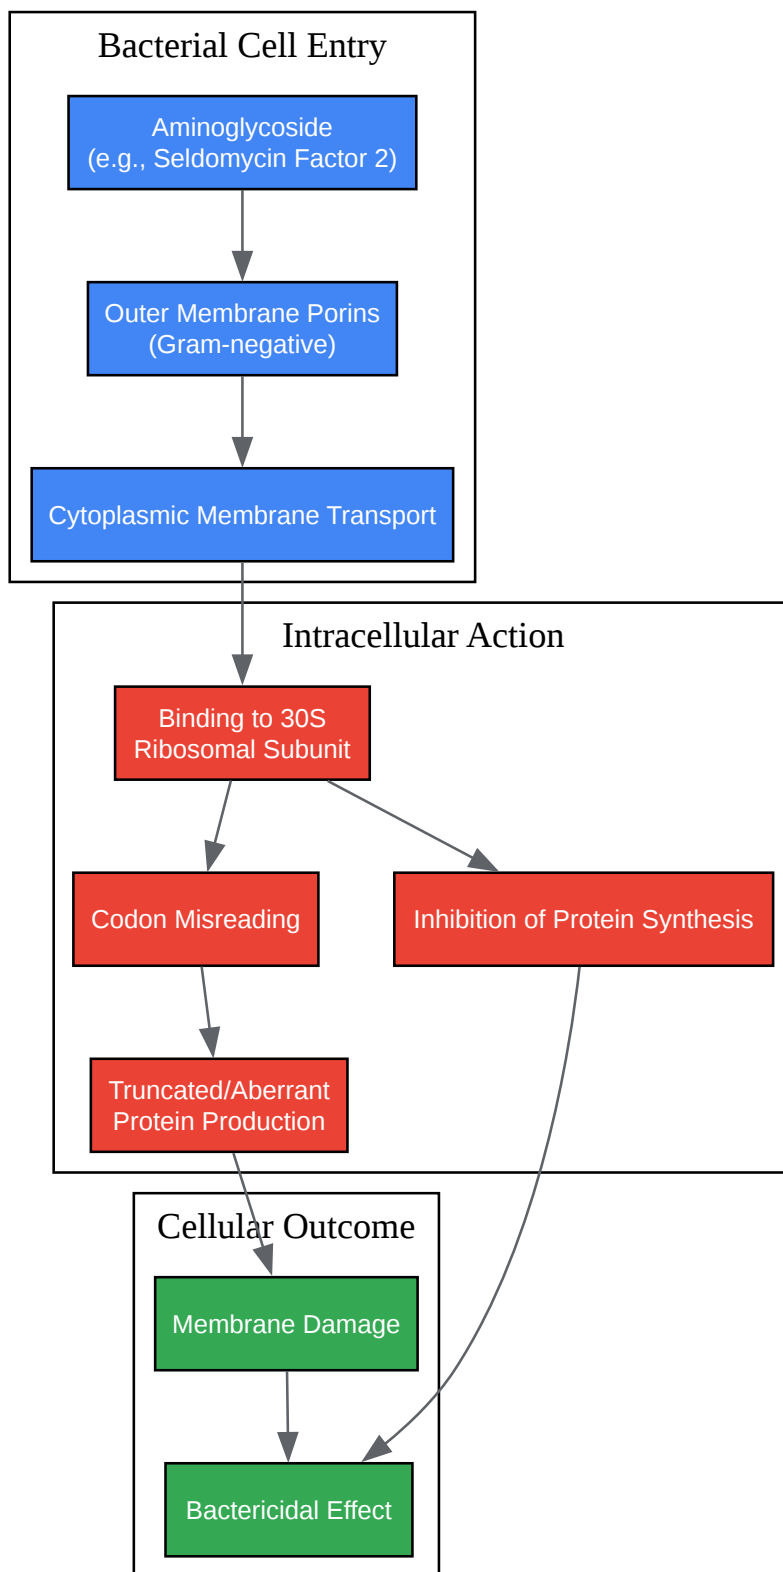 Bacterial Cell Entry
Aminoglycoside
(e.g., Seldomycin Factor 2)
Outer Membrane Porins
(Gram-negative)
Cytoplasmic Membrane Transport
Intracellular Action
Binding to 30S
Ribosomal Subunit
Codon Misreading
Inhibition of Protein Synthesis
Truncated/Aberrant
Protein Production
Cellular Outcome
Membrane Damage
Bactericidal Effect